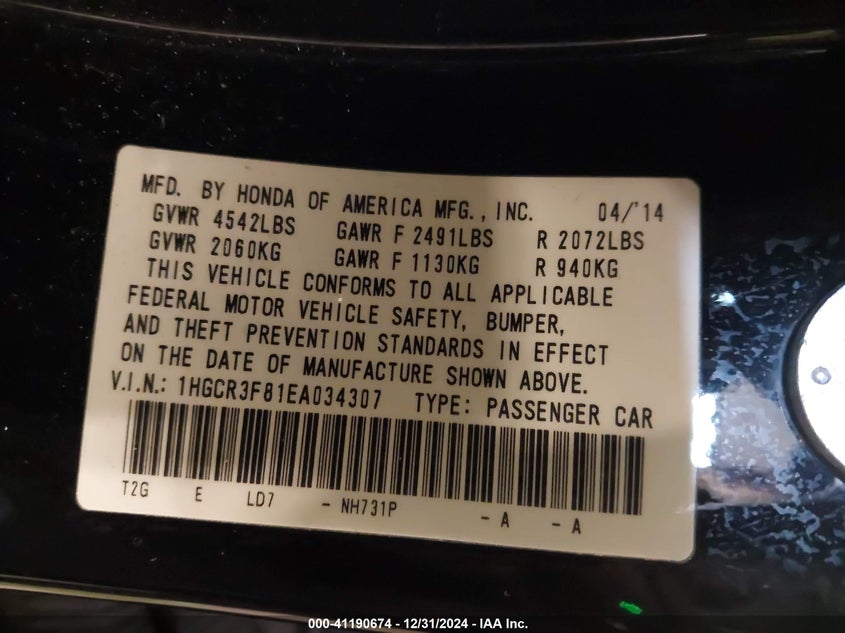 MFD. BY HONDA OF AMERICA MFG., INC. 04/'14
GVWR 4542LBS GAWR F 2491LBS R 2072LBS
GVWR 2060KG GAWR F 1130KG R 940KG
THIS VEHICLE CONFORMS TO ALL APPLICABLE
FEDERAL MOTOR VEHICLE SAFETY, BUMPER,
AND THEFT PREVENTION STANDARDS IN EFFECT
ON THE DATE OF MANUFACTURE SHOWN ABOVE.
V.I.N.: 1HGCR3F81EA034307 TYPE: PASSENGER CAR
T2G E LD7 - NH731P - A - A
000-41190674 - 12/31/2024 - IAA Inc.